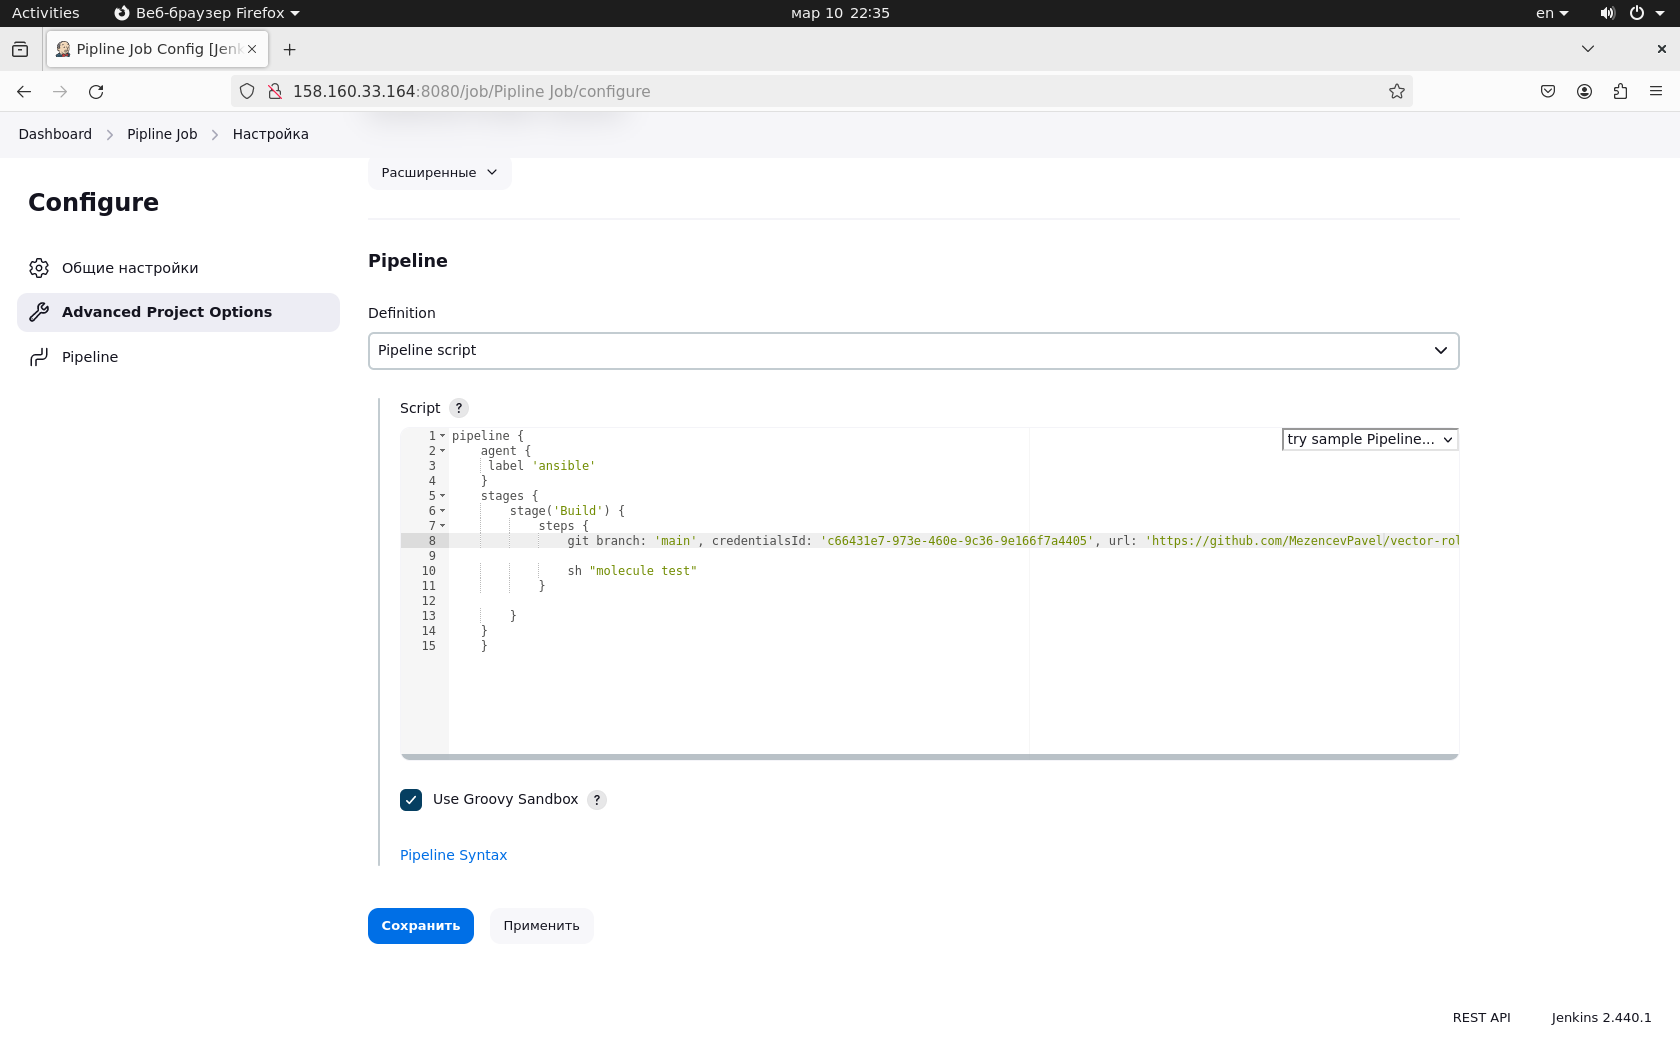 Activities Веб-браузер Firefox мар 10 22:35 en
Pipline Job Config [Jenk
158.160.33.164:8080/job/Pipline Job/configure
Dashboard Pipline Job Настройка
Расширенные
Configure
Общие настройки
Advanced Project Options
Pipeline
Pipeline
Definition
Pipeline script
Script ?
try sample Pipeline...
1 pipeline {
2 agent {
3 label 'ansible'
4 }
5 stages {
6 stage('Build') {
7 steps {
8 git branch: 'main', credentialsId: 'c66431e7-973e-460e-9c36-9e166f7a4405', url: 'https://github.com/MezencevPavel/vector-rol
9
10 sh "molecule test"
11 }
12
13 }
14 }
15 }
Use Groovy Sandbox ?
Pipeline Syntax
Сохранить Применить
REST API Jenkins 2.440.1